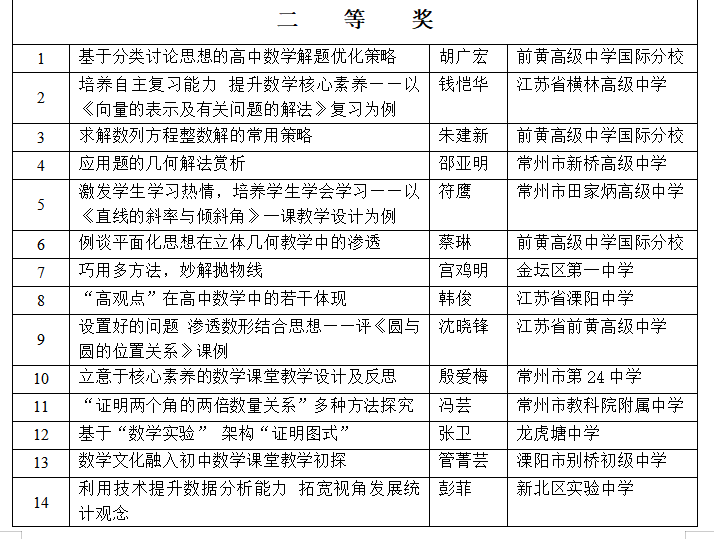 二 等 奖
1 基于分类讨论思想的高中数学解题优化策略 胡广宏 前黄高级中学国际分校
2 培养自主复习能力 提升数学核心素养——以 钱恺华 江苏省横林高级中学
《向量的表示及有关问题的解法》复习为例
3 求解数列方程整数解的常用策略 朱建新 前黄高级中学国际分校
4 应用题的几何解法赏析 邵亚明 常州市新桥高级中学
5 激发学生学习热情，培养学生学会学习——以 符鹰 常州市田家炳高级中学
《直线的斜率与倾斜角》一课教学设计为例
6 例谈平面化思想在立体几何教学中的渗透 蔡琳 前黄高级中学国际分校
7 巧用多方法，妙解抛物线 宫鸡明 金坛区第一中学
8 “高观点”在高中数学中的若干体现 韩俊 江苏省溧阳中学
9 设置好的问题 渗透数形结合思想——评《圆与 沈晓锋 江苏省前黄高级中学
圆的位置关系》课例
10 立意于核心素养的数学课堂教学设计及反思 殷爱梅 常州市第 24 中学
11 “证明两个角的两倍数量关系”多种方法探究 冯芸 常州市教科院附属中学
12 基于“数学实验” 架构“证明图式” 张卫 龙虎塘中学
13 数学文化融入初中数学课堂教学初探 管菁芸 溧阳市别桥初级中学
14 利用技术提升数据分析能力 拓宽视角发展统 彭菲 新北区实验中学
计观念